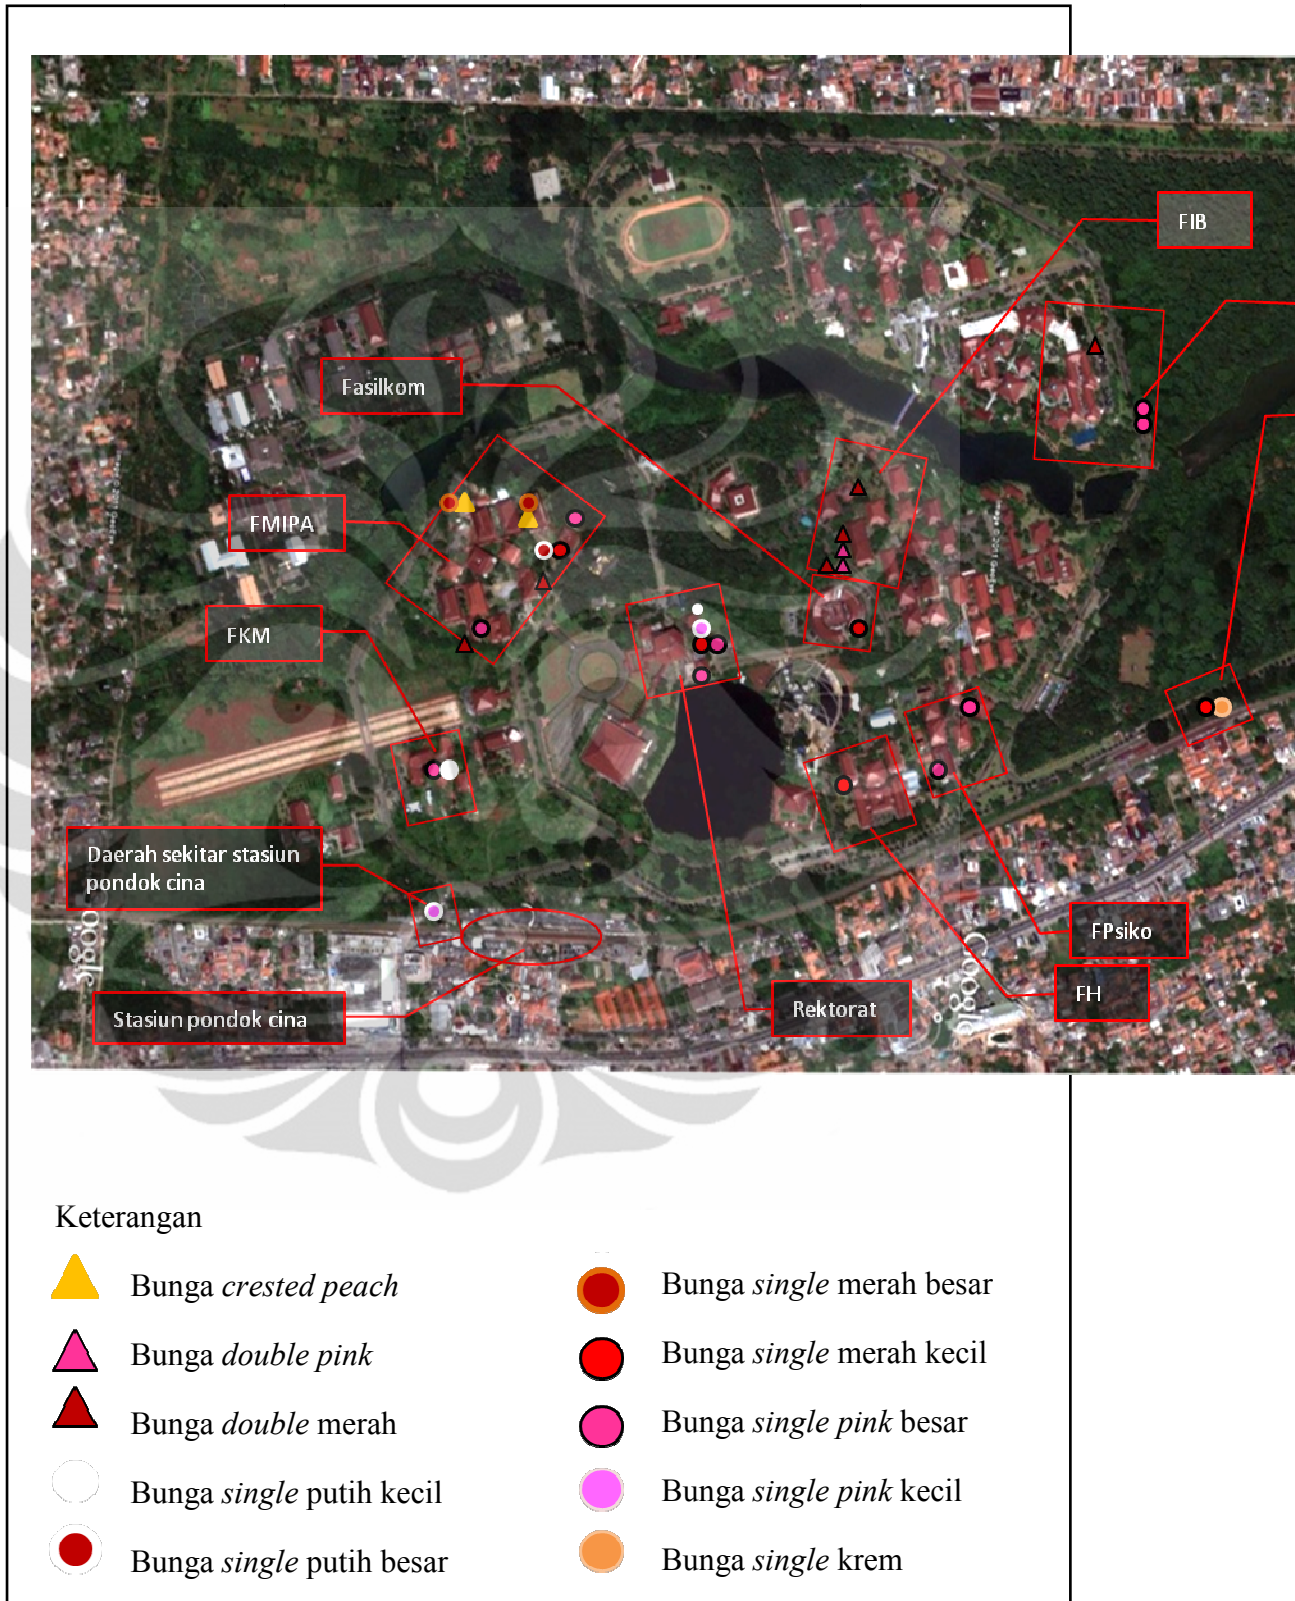 FIB
Fasilkom
FMIPA
FKM
Daerah sekitar stasiun
pondok cina
Stasiun pondok cina
Rektorat
FPsiko
FH
Google
Google
Keterangan
Bunga crested peach
Bunga double pink
Bunga double merah
Bunga single putih kecil
Bunga single putih besar
Bunga single merah besar
Bunga single merah kecil
Bunga single pink besar
Bunga single pink kecil
Bunga single krem